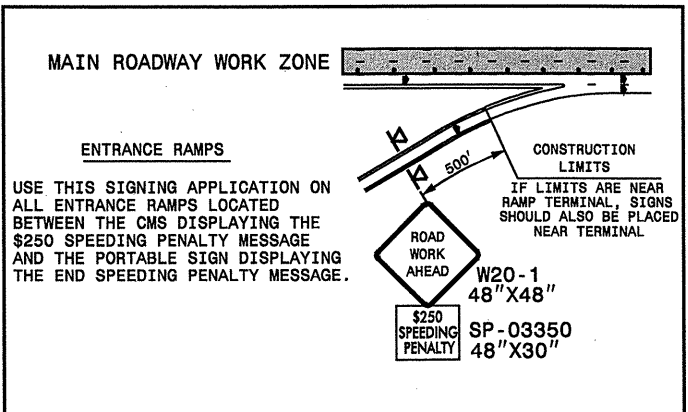 MAIN ROADWAY WORK ZONE
ENTRANCE RAMPS
USE THIS SIGNING APPLICATION ON
ALL ENTRANCE RAMPS LOCATED
BETWEEN THE CMS DISPLAYING THE
$250 SPEEDING PENALTY MESSAGE
AND THE PORTABLE SIGN DISPLAYING
THE END SPEEDING PENALTY MESSAGE.
500'
CONSTRUCTION
LIMITS
IF LIMITS ARE NEAR
RAMP TERMINAL, SIGNS
SHOULD ALSO BE PLACED
NEAR TERMINAL
ROAD
WORK
AHEAD
W20-1
48"X48"
$250
SPEEDING
PENALTY
SP-03350
48"X30"